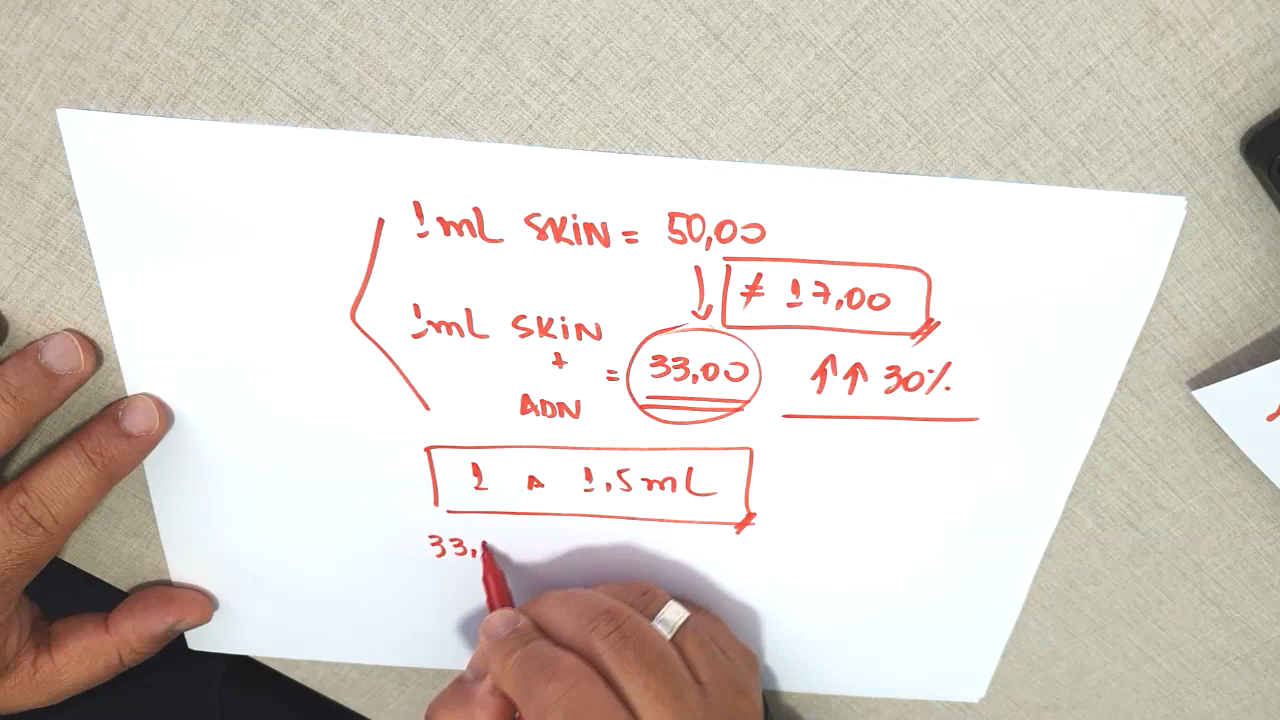 1ml SKIN = 50,00
≠ 17,00
1ml SKIN
+
ADN
= 33,00
↑↑ 30%
1 A 1,5ml
33,